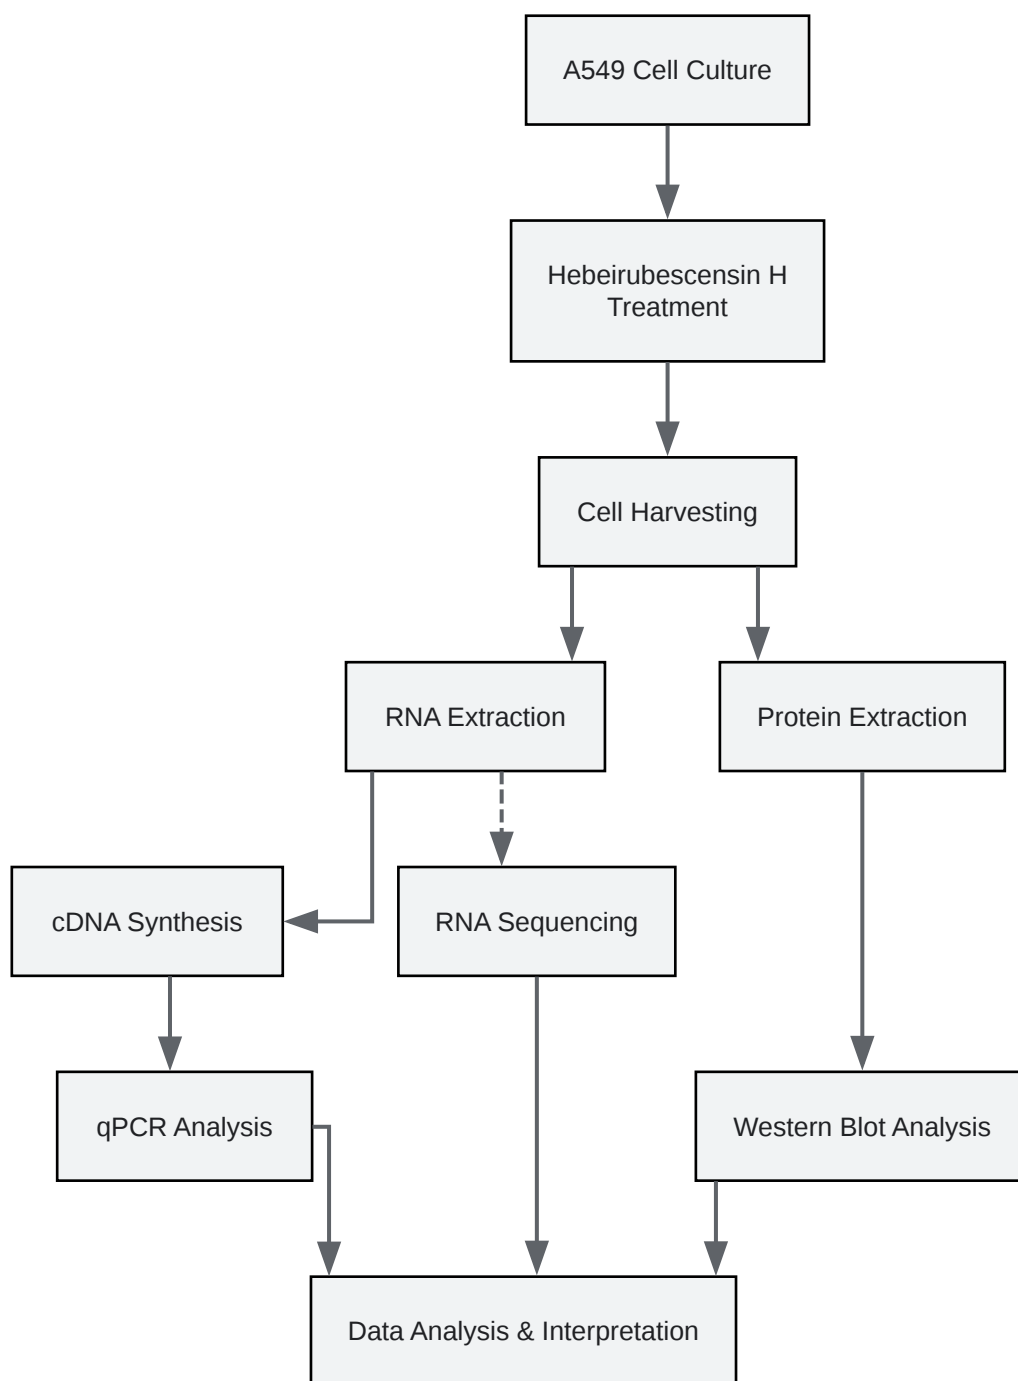 A549 Cell Culture
Hebeirubescensin H
Treatment
Cell Harvesting
RNA Extraction
Protein Extraction
cDNA Synthesis
RNA Sequencing
qPCR Analysis
Western Blot Analysis
Data Analysis & Interpretation